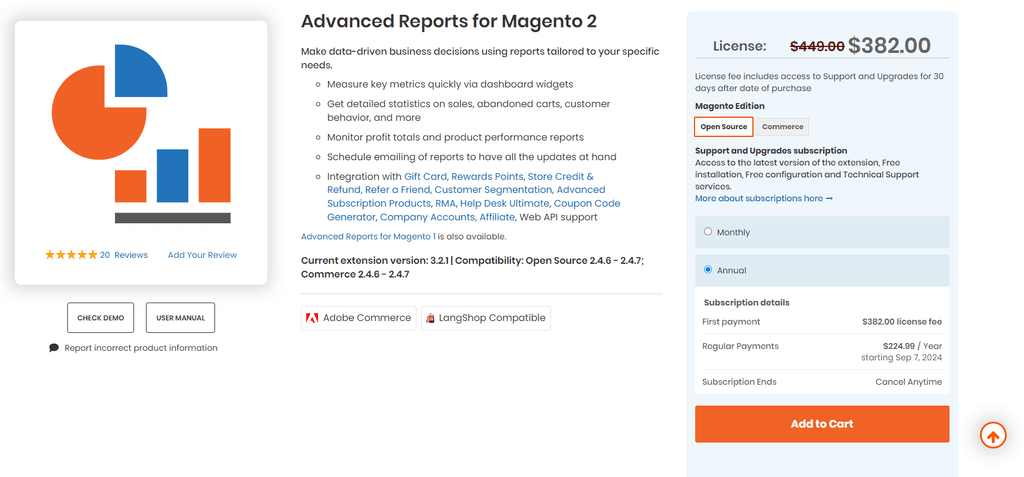 Advanced Reports for Magento 2
Make data-driven business decisions using reports tailored to your specific
needs.
Measure key metrics quickly via dashboard widgets
Get detailed statistics on sales, abandoned carts, customer
behavior, and more
Monitor profit totals and product performance reports
Schedule emailing of reports to have all the updates at hand
Integration with Gift Card, Rewards Points, Store Credit &
Refund, Refer a Friend, Customer Segmentation, Advanced
Subscription Products, RMA, Help Desk Ultimate, Coupon Code
Generator, Company Accounts, Affiliate, Web API support
Advanced Reports for Magento 1 is also available.
Current extension version: 3.2.1 | Compatibility: Open Source 2.4.6 - 2.4.7;
Commerce 2.4.6 - 2.4.7
Adobe Commerce
LangShop Compatible
20 Reviews
Add Your Review
CHECK DEMO
USER MANUAL
Report incorrect product information
License: $449.00 $382.00
License fee includes access to Support and Upgrades for 30
days after date of purchase
Magento Edition
Open Source
Commerce
Support and Upgrades subscription
Access to the latest version of the extension, Free
installation, Free configuration and Technical Support
services.
More about subscriptions here →
Monthly
Annual
Subscription details
First payment $382.00 license fee
Regular Payments $224.99 / Year
starting Sep 7, 2024
Subscription Ends Cancel Anytime
Add to Cart